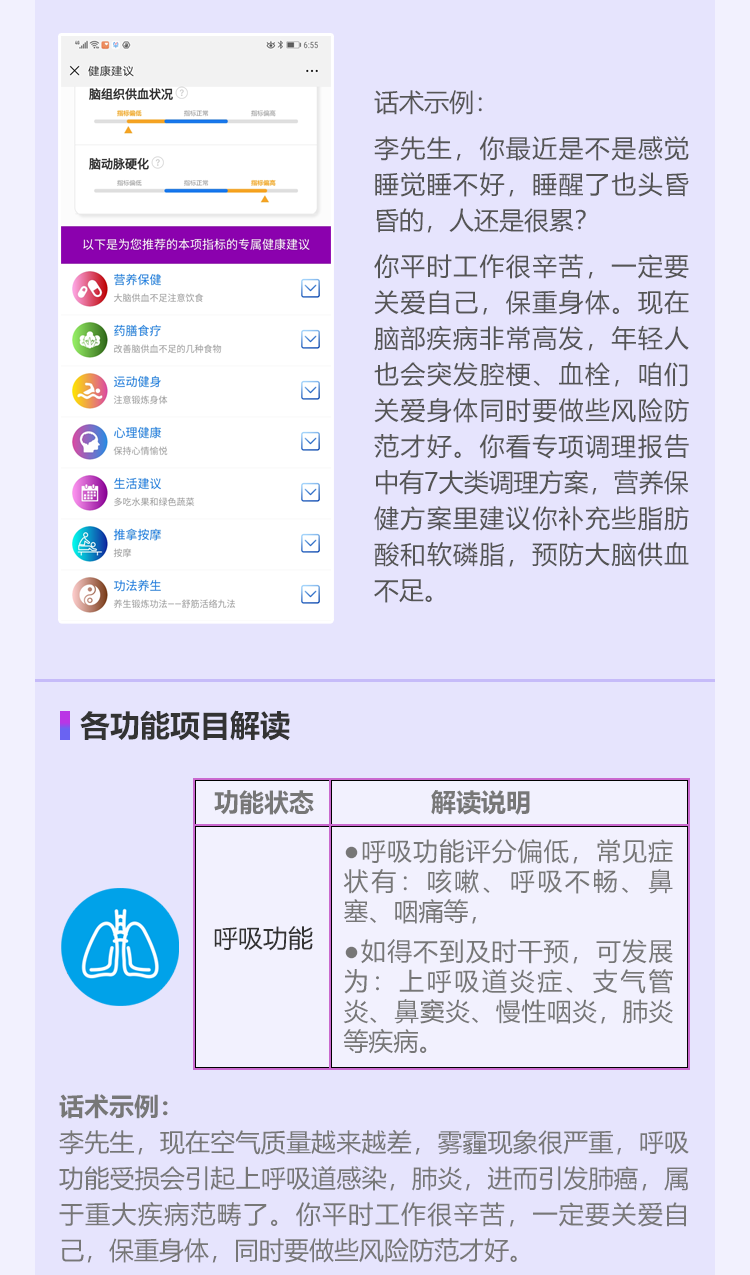 6:55
健康建议
脑组织供血状况 ?
指标偏低 指标正常 指标偏高
脑动脉硬化 ?
指标偏低 指标正常 指标偏高
以下是为您推荐的本项指标的专属健康建议
营养保健
大脑供血不足注意饮食
药膳食疗
改善脑供血不足的几种食物
运动健身
注意锻炼身体
心理健康
保持心情愉悦
生活建议
多吃水果和绿色蔬菜
推拿按摩
按摩
功法养生
养生锻炼功法——舒筋活络九法
话术示例：
李先生，你最近是不是感觉
睡觉睡不好，睡醒了也头昏
昏的，人还是很累？
你平时工作很辛苦，一定要
关爱自己，保重身体。现在
脑部疾病非常高发，年轻人
也会突发腔梗、血栓，咱们
关爱身体同时要做些风险防
范才好。你看专项调理报告
中有7大类调理方案，营养保
健方案里建议你补充些脂肪
酸和软磷脂，预防大脑供血
不足。
各功能项目解读
功能状态 解读说明
呼吸功能
●呼吸功能评分偏低，常见症
状有：咳嗽、呼吸不畅、鼻
塞、咽痛等，
●如得不到及时干预，可发展
为：上呼吸道炎症、支气管
炎、鼻窦炎、慢性咽炎，肺炎
等疾病。
话术示例：
李先生，现在空气质量越来越差，雾霾现象很严重，呼吸
功能受损会引起上呼吸道感染，肺炎，进而引发肺癌，属
于重大疾病范畴了。你平时工作很辛苦，一定要关爱自
己，保重身体，同时要做些风险防范才好。